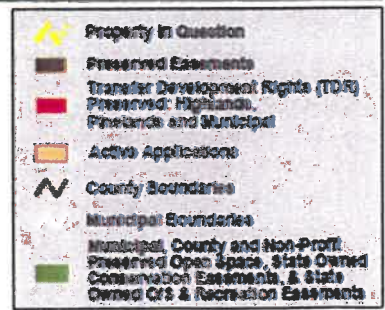 Property In Question
Preserved Easements
Transfer Development Rights (TDR)
Preserved: Highlands,
Pinelands and Municipal
Active Applications
County Boundaries
Municipal Boundaries
Municipal, County and Non-Profit
Preserved Open Space, State Owned
Conservation Easements, & State
Owned O/S & Recreation Easements